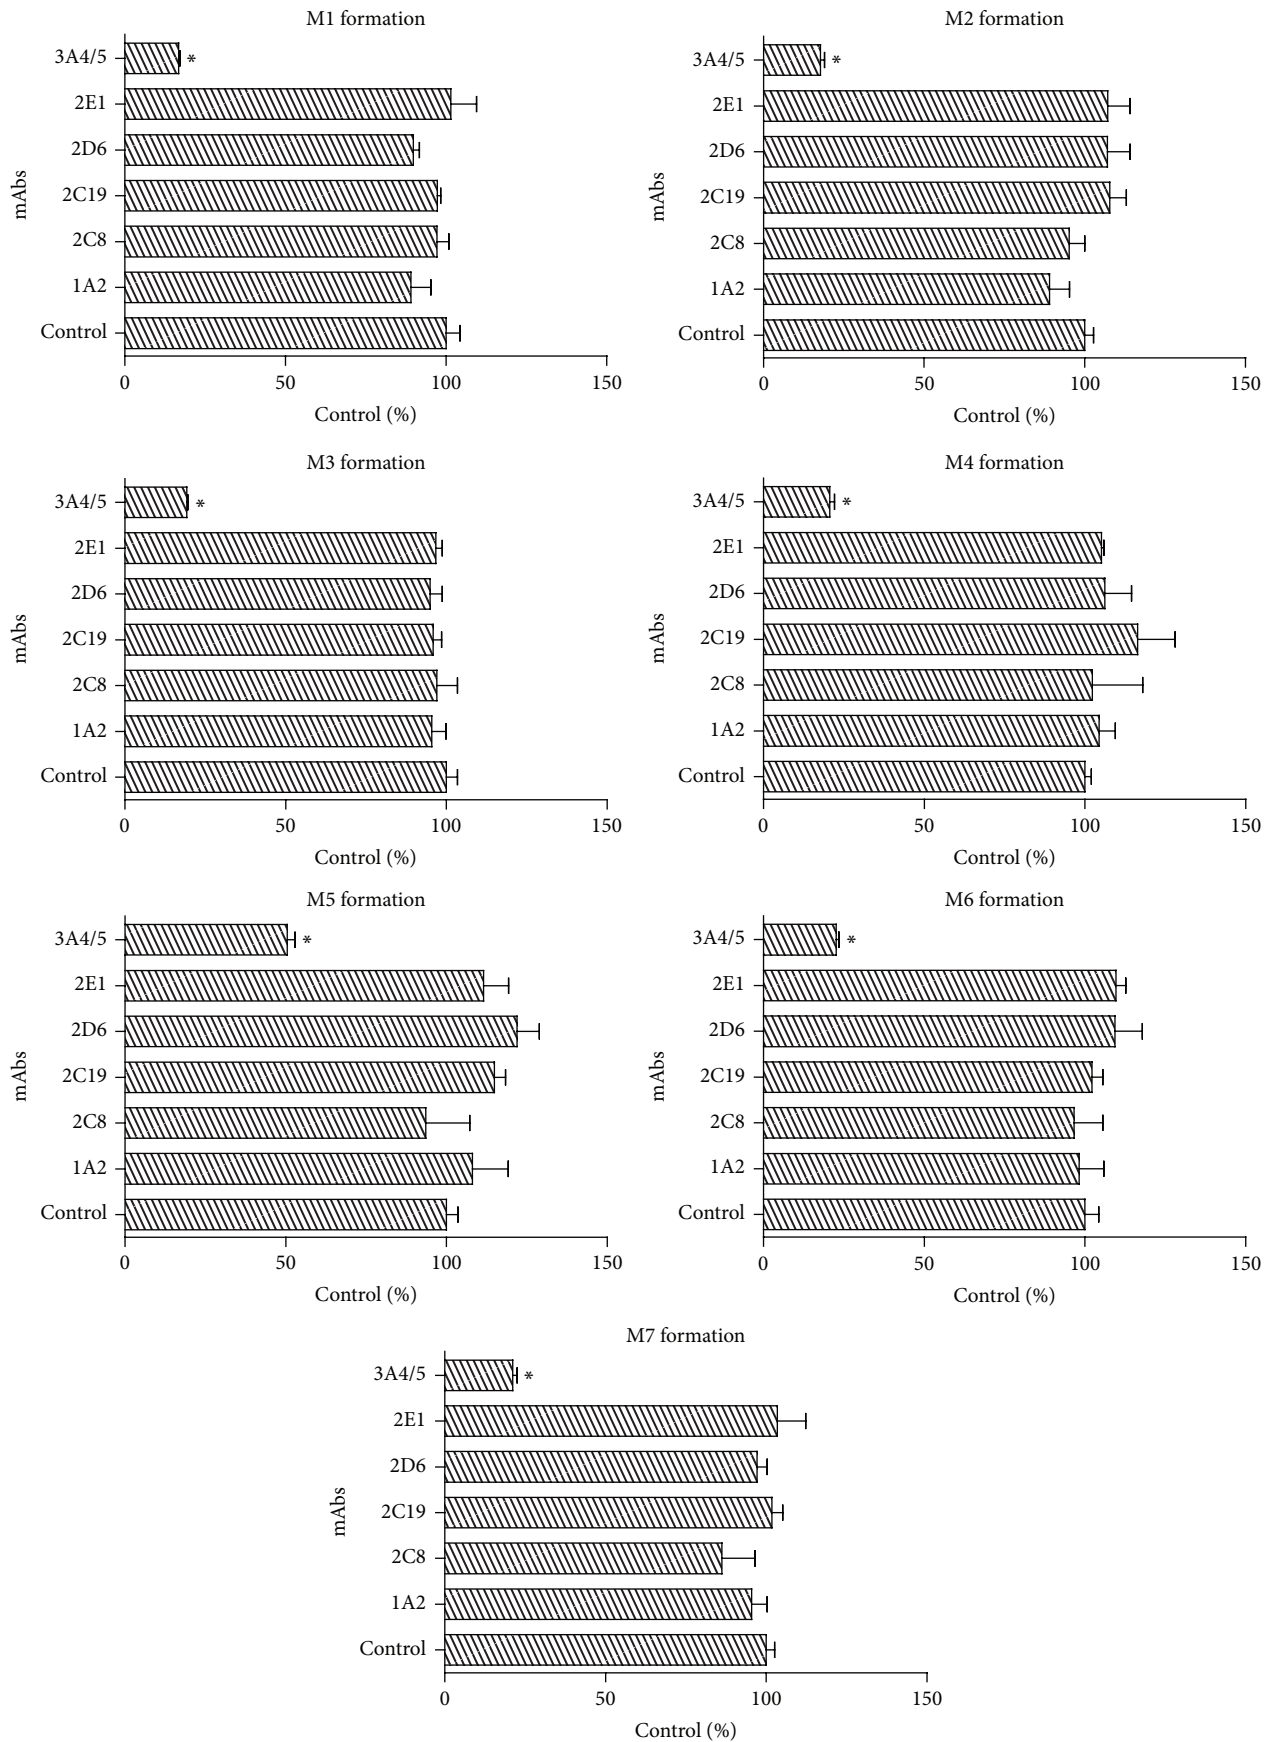 M1 formation
3A4/5
*
2E1
2D6
2C19
2C8
1A2
Control
mAbs
0 50 100 150
Control (%)
M2 formation
3A4/5
*
2E1
2D6
2C19
2C8
1A2
Control
mAbs
0 50 100 150
Control (%)
M3 formation
3A4/5
*
2E1
2D6
2C19
2C8
1A2
Control
mAbs
0 50 100 150
Control (%)
M4 formation
3A4/5
*
2E1
2D6
2C19
2C8
1A2
Control
mAbs
0 50 100 150
Control (%)
M5 formation
3A4/5
*
2E1
2D6
2C19
2C8
1A2
Control
mAbs
0 50 100 150
Control (%)
M6 formation
3A4/5
*
2E1
2D6
2C19
2C8
1A2
Control
mAbs
0 50 100 150
Control (%)
M7 formation
3A4/5
*
2E1
2D6
2C19
2C8
1A2
Control
mAbs
0 50 100 150
Control (%)